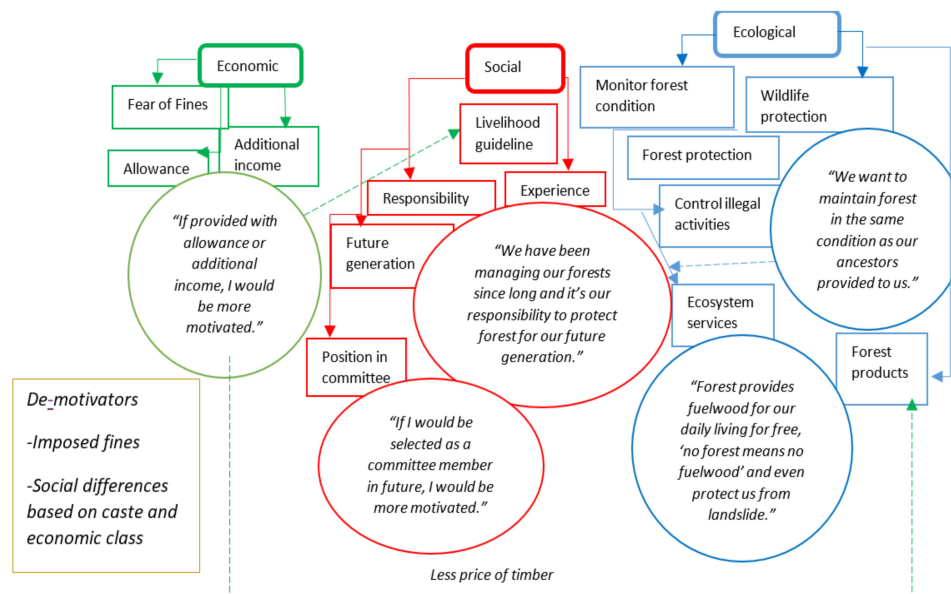 Economic
Fear of Fines
Allowance
Additional
income
“If provided with
allowance or
additional
income, I would
be more
motivated.”
Social
Livelihood
guideline
Responsibility
Experience
Future
generation
“We have been
managing our forests
since long and it’s our
responsibility to protect
forest for our future
generation.”
Position in
committee
“If I would be
selected as a
committee member
in future, I would be
more motivated.”
Ecological
Monitor forest
condition
Wildlife
protection
Forest protection
Control illegal
activities
“We want to
maintain forest
in the same
condition as our
ancestors
provided to us.”
Ecosystem
services
Forest
products
“Forest provides
fuelwood for our
daily living for free,
‘no forest means no
fuelwood’ and even
protect us from
landslide.”
De-motivators
-Imposed fines
-Social differences
based on caste and
economic class
Less price of timber